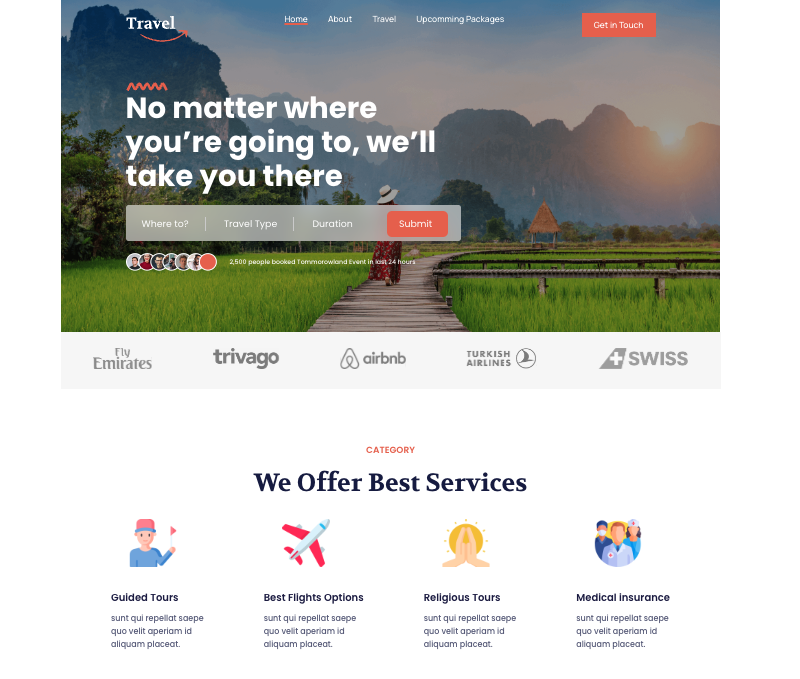 Travel
Home About Travel Upcomming Packages
Get in Touch
No matter where
you’re going to, we’ll
take you there
Where to? Travel Type Duration Submit
2,500 people booked Tommorowland Event in last 24 hours
Fly
Emirates
trivago
airbnb
TURKISH
AIRLINES
SWISS
CATEGORY
We Offer Best Services
Guided Tours
sunt qui repellat saepe
quo velit aperiam id
aliquam placeat.
Best Flights Options
sunt qui repellat saepe
quo velit aperiam id
aliquam placeat.
Religious Tours
sunt qui repellat saepe
quo velit aperiam id
aliquam placeat.
Medical insurance
sunt qui repellat saepe
quo velit aperiam id
aliquam placeat.